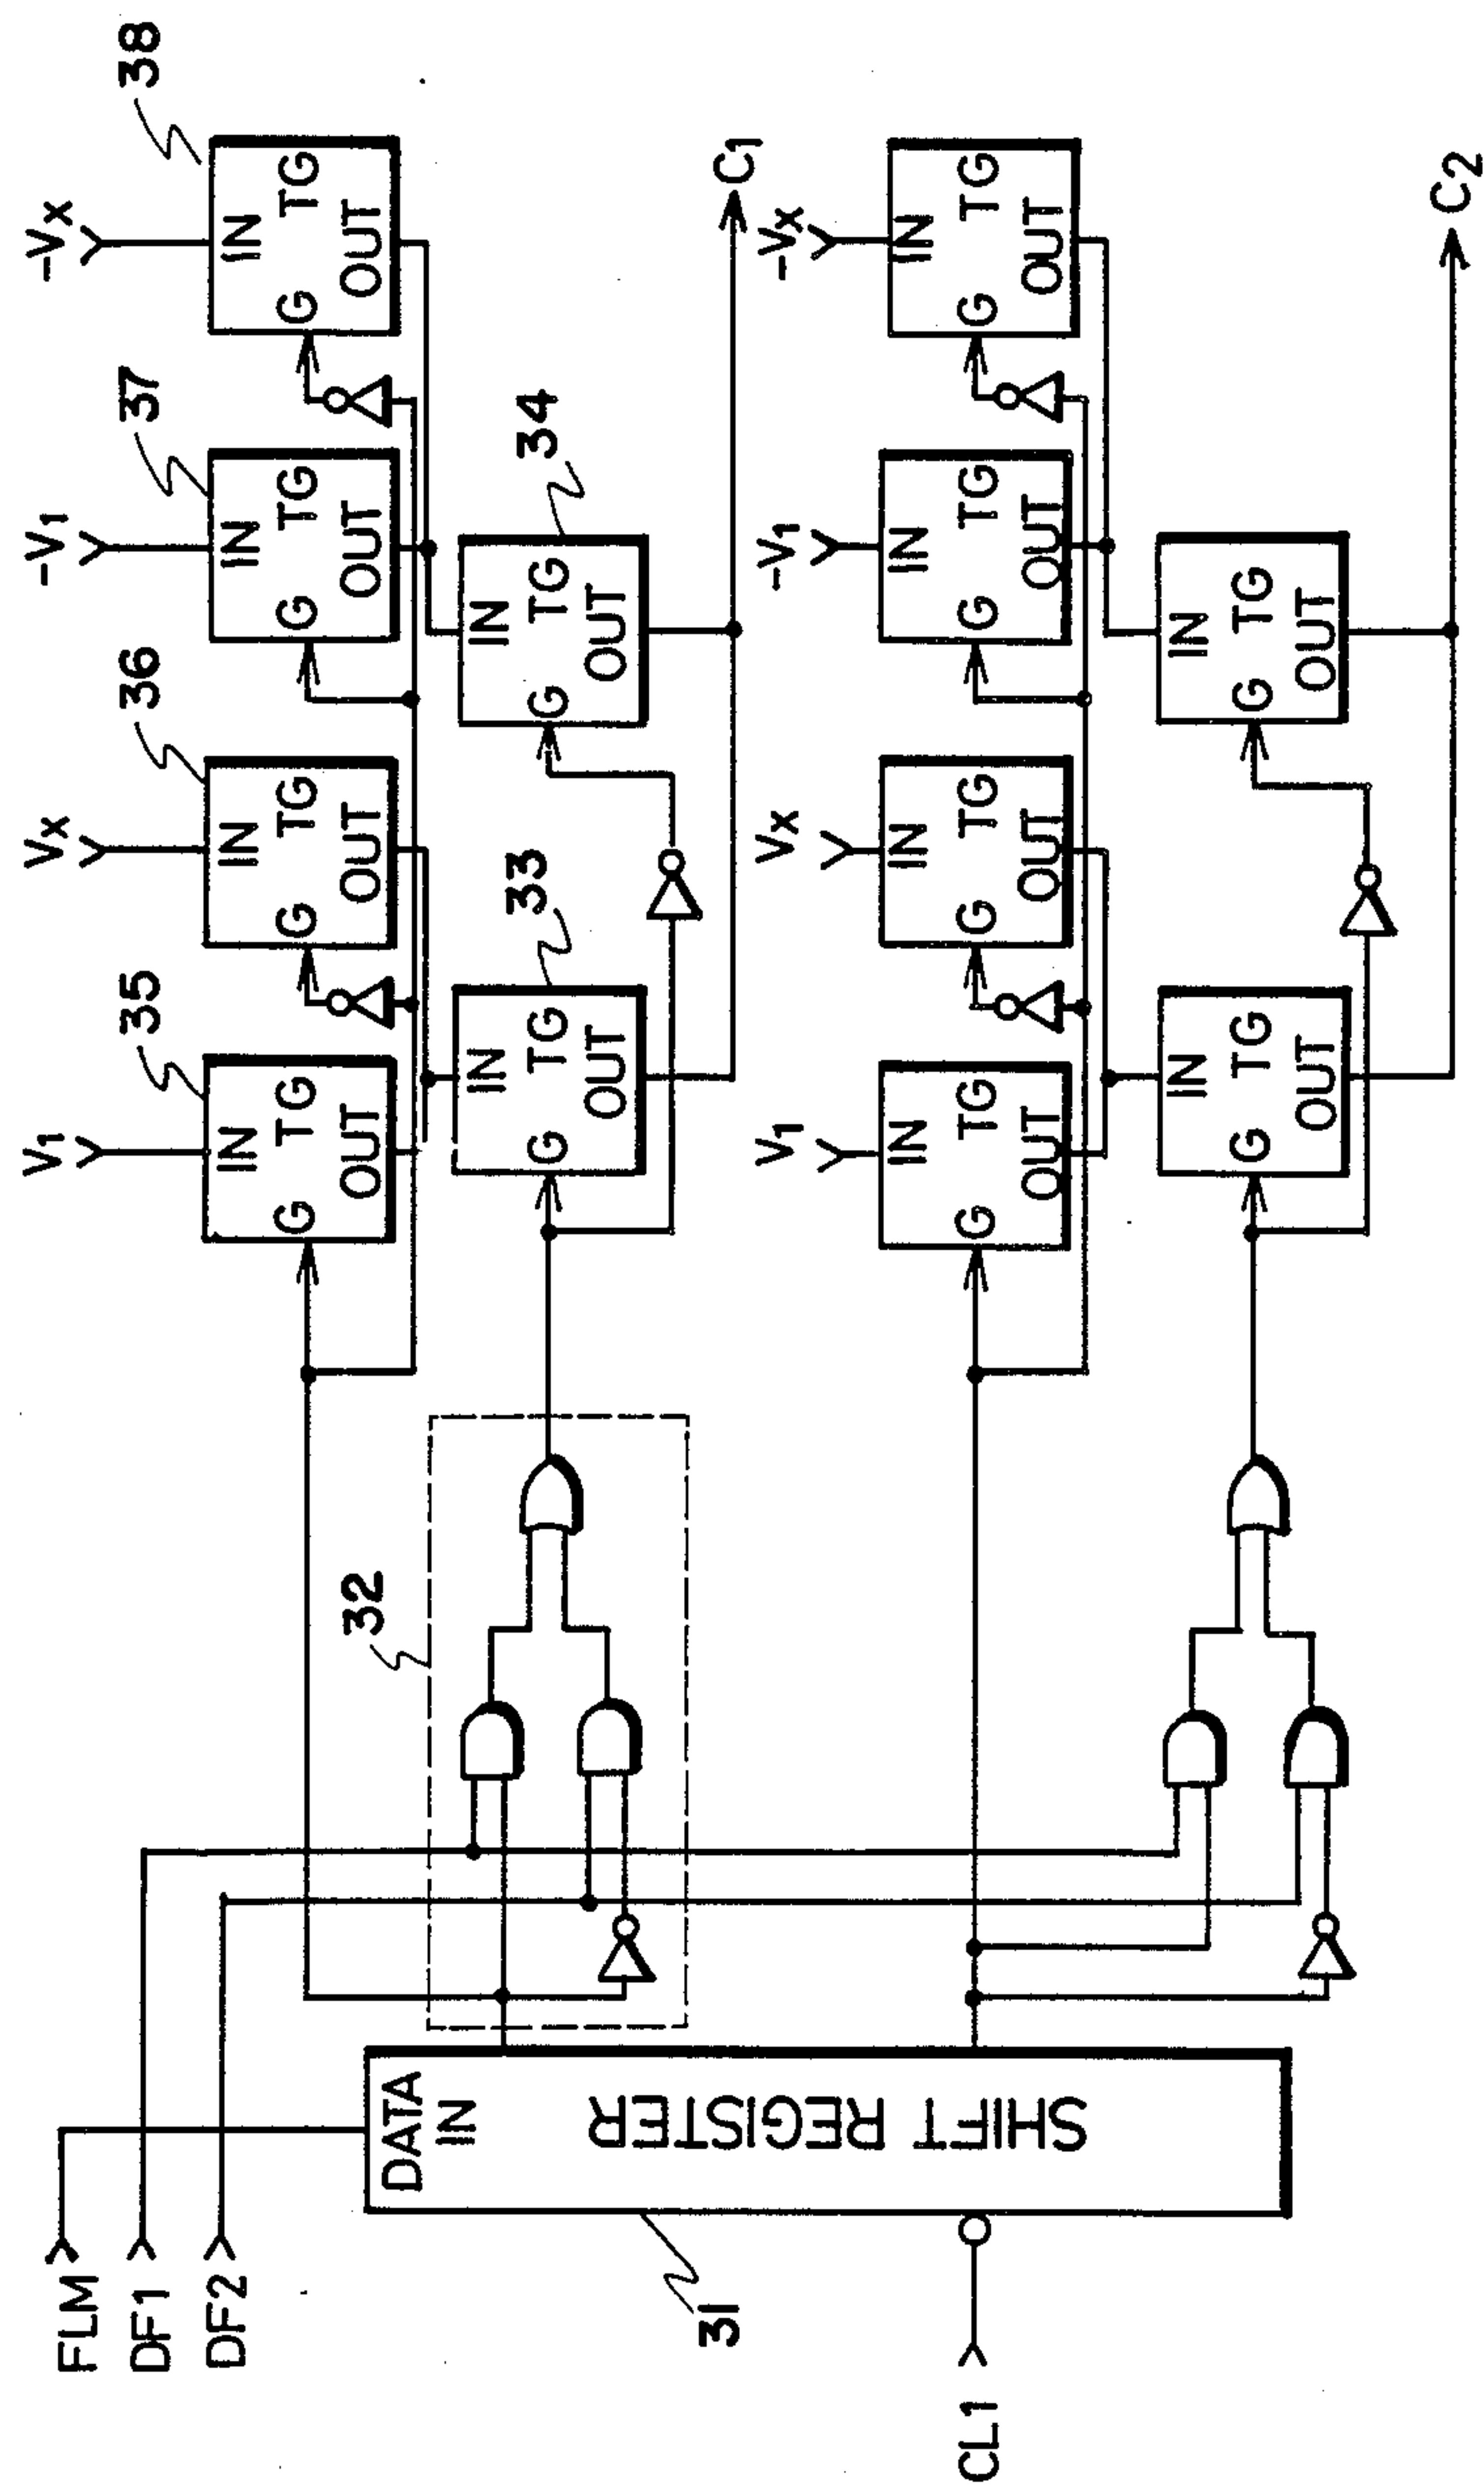 FLM
DF1
DF2
CL1
31
DATA
IN
SHIFT REGISTER
32
V1
Vx
-V1
-Vx
35
36
37
38
IN
G TG
OUT
IN
G TG
OUT
IN
G TG
OUT
IN
G TG
OUT
33
34
IN
G TG
OUT
IN
G TG
OUT
C1
V1
Vx
-V1
-Vx
IN
G TG
OUT
IN
G TG
OUT
IN
G TG
OUT
IN
G TG
OUT
IN
G TG
OUT
IN
G TG
OUT
C2